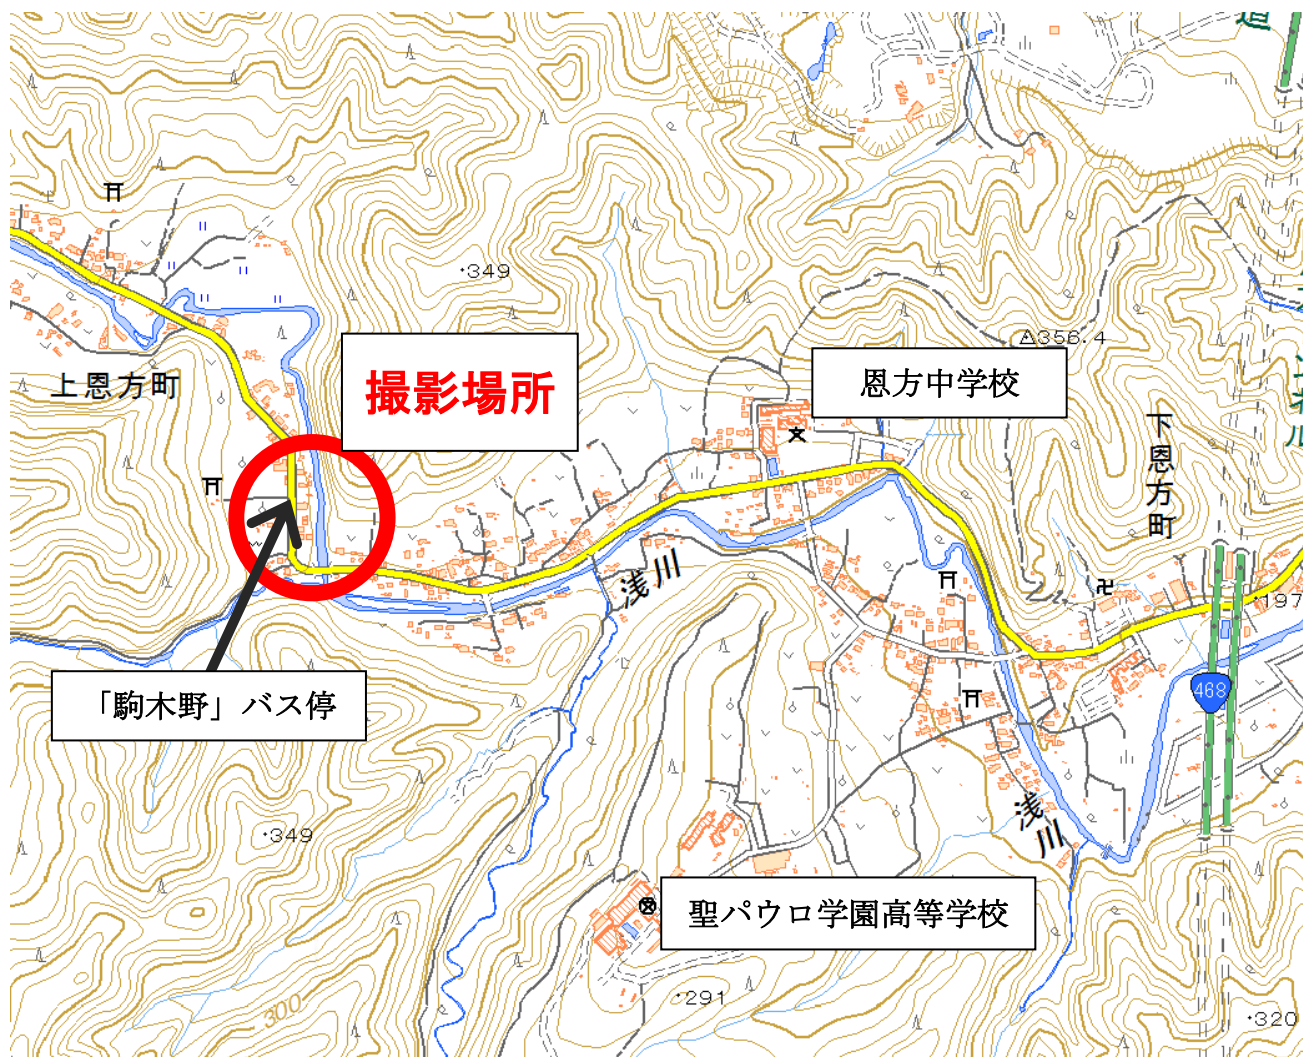 道
・349
上恩方町
撮影場所
△356.4
恩方中学校
下恩方町
浅川
・197
「駒木野」バス停
468
・349
浅川
聖パウロ学園高等学校
・291
300
・320